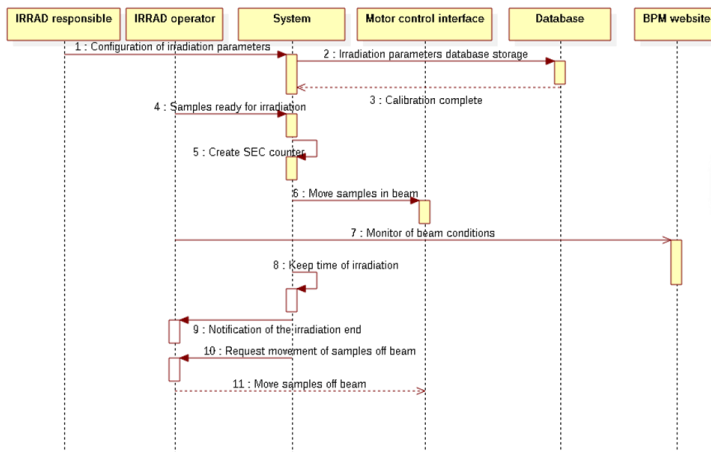 IRRAD responsible
IRRAD operator
System
Motor control interface
Database
BPM website
1 : Configuration of irradiation parameters
2 : Irradiation parameters database storage
3 : Calibration complete
4 : Samples ready for irradiation
5 : Create SEC counter
6 : Move samples in beam
7 : Monitor of beam conditions
8 : Keep time of irradiation
9 : Notification of the irradiation end
10 : Request movement of samples off beam
11 : Move samples off beam